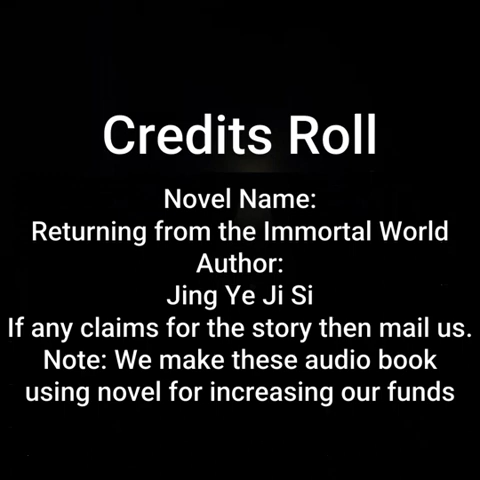 Credits Roll
Novel Name:
Returning from the Immortal World
Author:
Jing Ye Ji Si
If any claims for the story then mail us.
Note: We make these audio book
using novel for increasing our funds